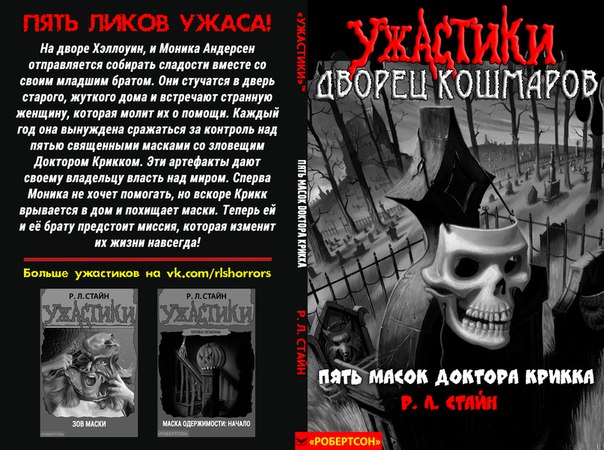 ПЯТЬ ЛИКОВ УЖАСА!
На дворе Хэллоуин, и Моника Андерсен
отправляется собирать сладости вместе со
своим младшим братом. Они стучатся в дверь
старого, жуткого дома и встречают странную
женщину, которая молит их о помощи. Каждый
год она вынуждена сражаться за контроль над
пятью священными масками со зловещим
Доктором Крикком. Эти артефакты дают
своему владельцу власть над миром. Сперва
Моника не хочет помогать, но вскоре Крикк
врывается в дом и похищает маски. Теперь ей
и её брату предстоит миссия, которая изменит
их жизни навсегда!
Больше ужастиков на vk.com/rlshorrors
Р. Л. СТАЙН
УЖАСТИКИ
ЗОВ МАСКИ
«РОБЕРТСОН»
Р. Л. СТАЙН
УЖАСТИКИ
ОСОБО ОПАСНЫ
МАСКА ОДЕРЖИМОСТИ: НАЧАЛО
«РОБЕРТСОН»
«УЖАСТИКИ»™
ПЯТЬ МАСОК ДОКТОРА КРИККА
Р. Л. СТАЙН
УЖАСТИКИ
ДВОРЕЦ КОШМАРОВ
ПЯТЬ МАСОК ДОКТОРА КРИККА
Р. Л. СТАЙН
«РОБЕРТСОН»